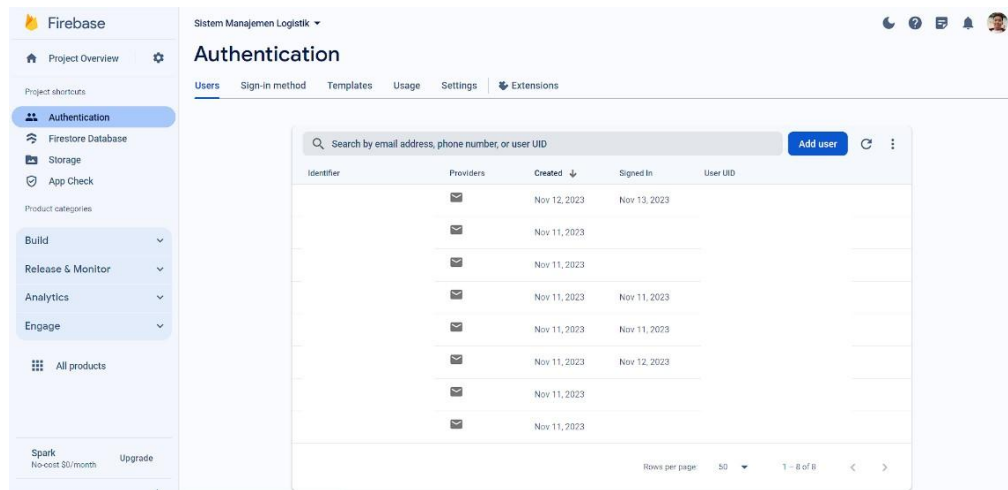 Firebase
Project Overview
Project shortcuts
Authentication
Firestore Database
Storage
App Check
Product categories
Build
Release & Monitor
Analytics
Engage
All products
Spark
No-cost $0/month
Upgrade
Sistem Manajemen Logistik
Authentication
Users Sign-in method Templates Usage Settings Extensions
Search by email address, phone number, or user UID Add user
Identifier Providers Created Signed In User UID
Nov 12, 2023 Nov 13, 2023
Nov 11, 2023
Nov 11, 2023
Nov 11, 2023 Nov 11, 2023
Nov 11, 2023 Nov 11, 2023
Nov 11, 2023 Nov 12, 2023
Nov 11, 2023
Nov 11, 2023
Rows per page: 50 1 – 8 of 8